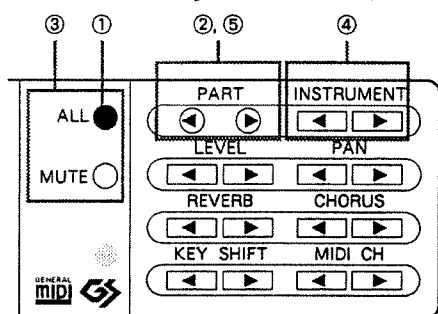 ③ ① ②, ⑤ ④
PART INSTRUMENT
ALL
LEVEL PAN
MUTE
REVERB CHORUS
KEY SHIFT MIDI CH
GENERAL
MIDI GS